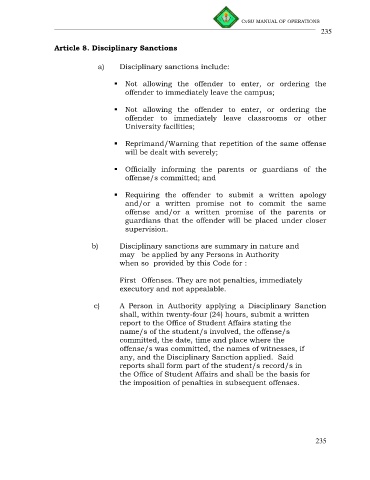 CvSU MANUAL OF OPERATIONS
235
Article 8. Disciplinary Sanctions
a) Disciplinary sanctions include:
▪ Not allowing the offender to enter, or ordering the
offender to immediately leave the campus;
▪ Not allowing the offender to enter, or ordering the
offender to immediately leave classrooms or other
University facilities;
▪ Reprimand/Warning that repetition of the same offense
will be dealt with severely;
▪ Officially informing the parents or guardians of the
offense/s committed; and
▪ Requiring the offender to submit a written apology
and/or a written promise not to commit the same
offense and/or a written promise of the parents or
guardians that the offender will be placed under closer
supervision.
b) Disciplinary sanctions are summary in nature and
may be applied by any Persons in Authority
when so provided by this Code for :
First Offenses. They are not penalties, immediately
executory and not appealable.
c) A Person in Authority applying a Disciplinary Sanction
shall, within twenty-four (24) hours, submit a written
report to the Office of Student Affairs stating the
name/s of the student/s involved, the offense/s
committed, the date, time and place where the
offense/s was committed, the names of witnesses, if
any, and the Disciplinary Sanction applied. Said
reports shall form part of the student/s record/s in
the Office of Student Affairs and shall be the basis for
the imposition of penalties in subsequent offenses.
235